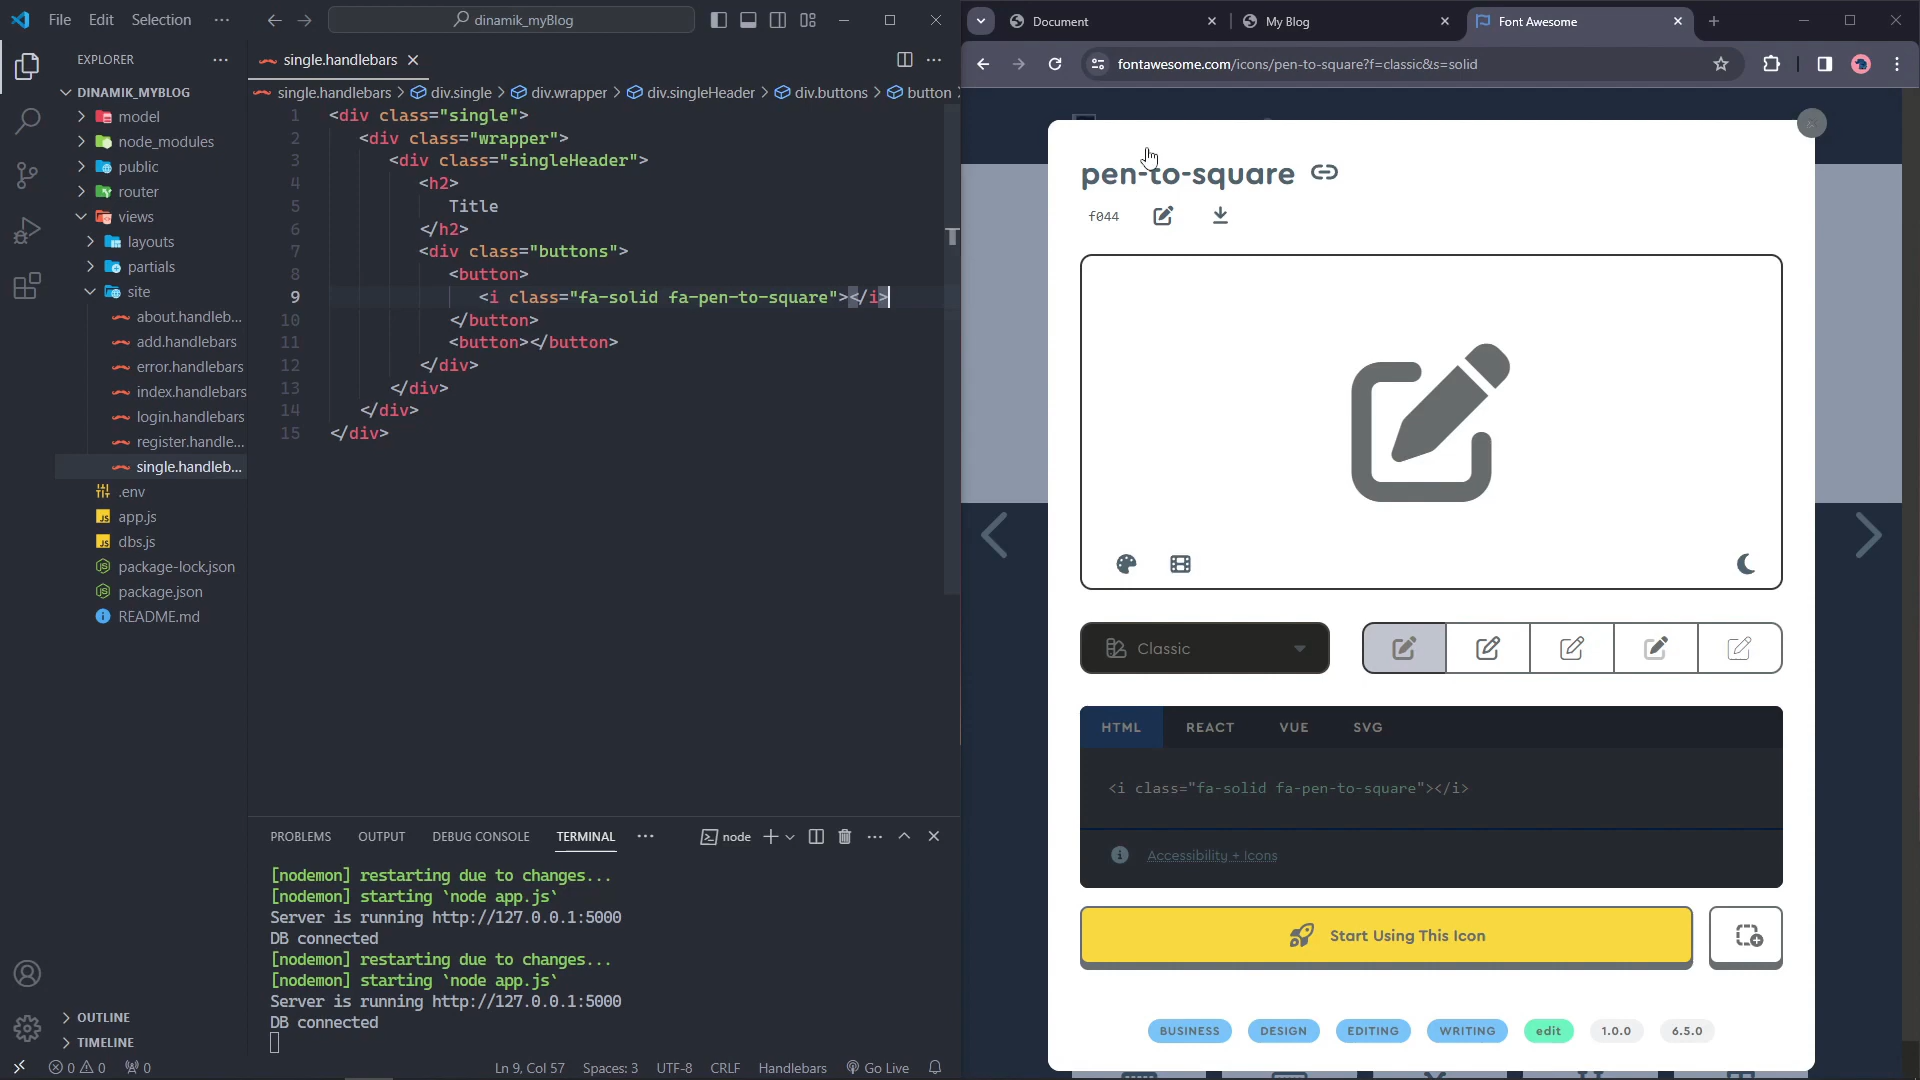 File Edit Selection ···
dinamik_myBlog
EXPLORER ···
DINAMIK_MYBLOG
model
node_modules
public
router
views
layouts
partials
site
about.handleb...
add.handlebars
error.handlebars
index.handlebars
login.handlebars
register.handle...
single.handleb...
.env
app.js
dbs.js
package-lock.json
package.json
README.md
OUTLINE
TIMELINE
single.handlebars
single.handlebars > div.single > div.wrapper > div.singleHeader > div.buttons > button
1 <div class="single">
2 <div class="wrapper">
3 <div class="singleHeader">
4 <h2>
5 Title
6 </h2>
7 <div class="buttons">
8 <button>
9 <i class="fa-solid fa-pen-to-square"></i>
10 </button>
11 <button></button>
12 </div>
13 </div>
14 </div>
15 </div>
PROBLEMS OUTPUT DEBUG CONSOLE TERMINAL ··· node
[nodemon] restarting due to changes...
[nodemon] starting `node app.js`
Server is running http://127.0.0.1:5000
DB connected
[nodemon] restarting due to changes...
[nodemon] starting `node app.js`
Server is running http://127.0.0.1:5000
DB connected
0 0 0 Ln 9, Col 57 Spaces: 3 UTF-8 CRLF Handlebars Go Live
Document My Blog Font Awesome
fontawesome.com/icons/pen-to-square?f=classic&s=solid
pen-to-square
f044
Classic
HTML REACT VUE SVG
<i class="fa-solid fa-pen-to-square"></i>
Accessibility + Icons
Start Using This Icon
BUSINESS DESIGN EDITING WRITING edit 1.0.0 6.5.0